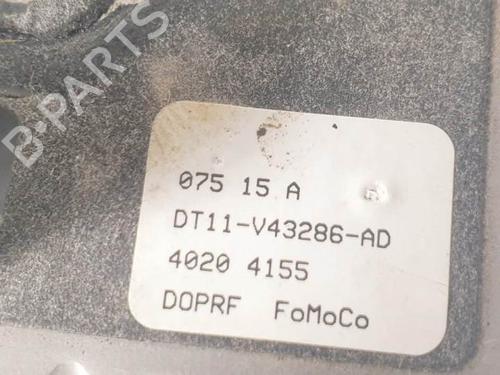 B-PARTS
075 15 A
DT11-V43286-AD
4020 4155
DOPRF FoMoCo